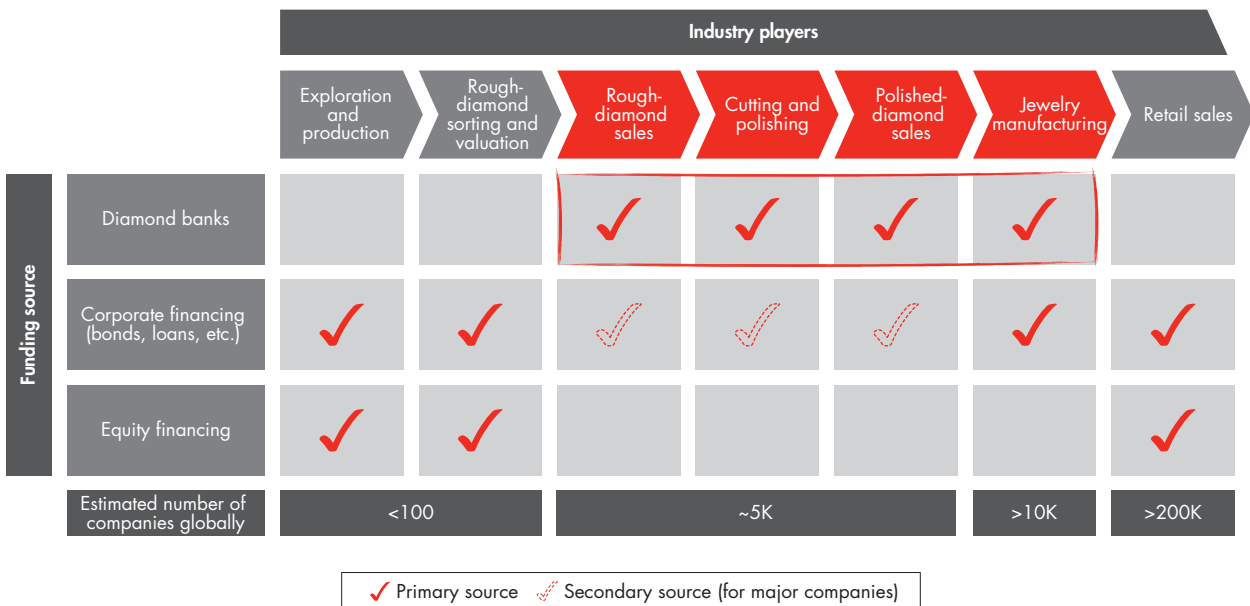 Industry players
Exploration
and
production
Rough-
diamond
sorting and
valuation
Rough-
diamond
sales
Cutting and
polishing
Polished-
diamond
sales
Jewelry
manufacturing
Retail sales
Funding source
Diamond banks
Corporate financing
(bonds, loans, etc.)
Equity financing
Estimated number of
companies globally
<100
~5K
>10K
>200K
Primary source
Secondary source (for major companies)